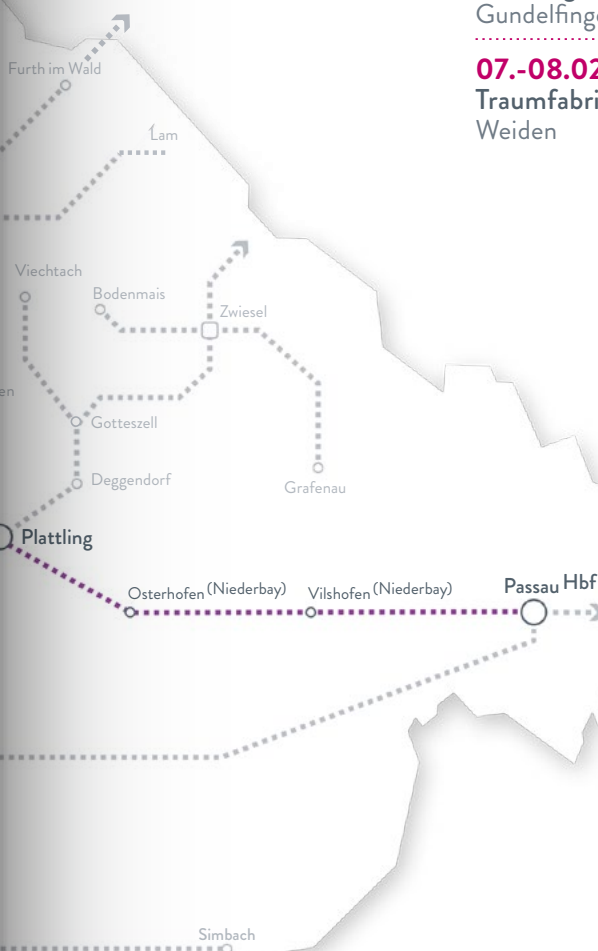 Gundelfinge
07.-08.02
Traumfabri
Weiden
Furth im Wald
Lam
Viechtach
Bodenmais
Zwiesel
en
Gotteszell
Deggendorf
Grafenau
Plattling
Osterhofen (Niederbay)
Vilshofen (Niederbay)
Passau Hbf
Simbach